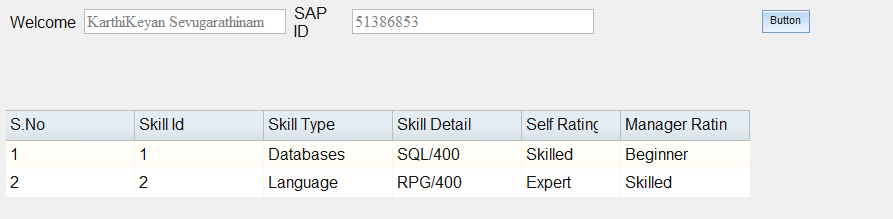 Welcome KarthiKeyan Sevugarathinam SAP ID 51386853 Button
S.No Skill Id Skill Type Skill Detail Self Rating Manager Ratin
1 1 Databases SQL/400 Skilled Beginner
2 2 Language RPG/400 Expert Skilled